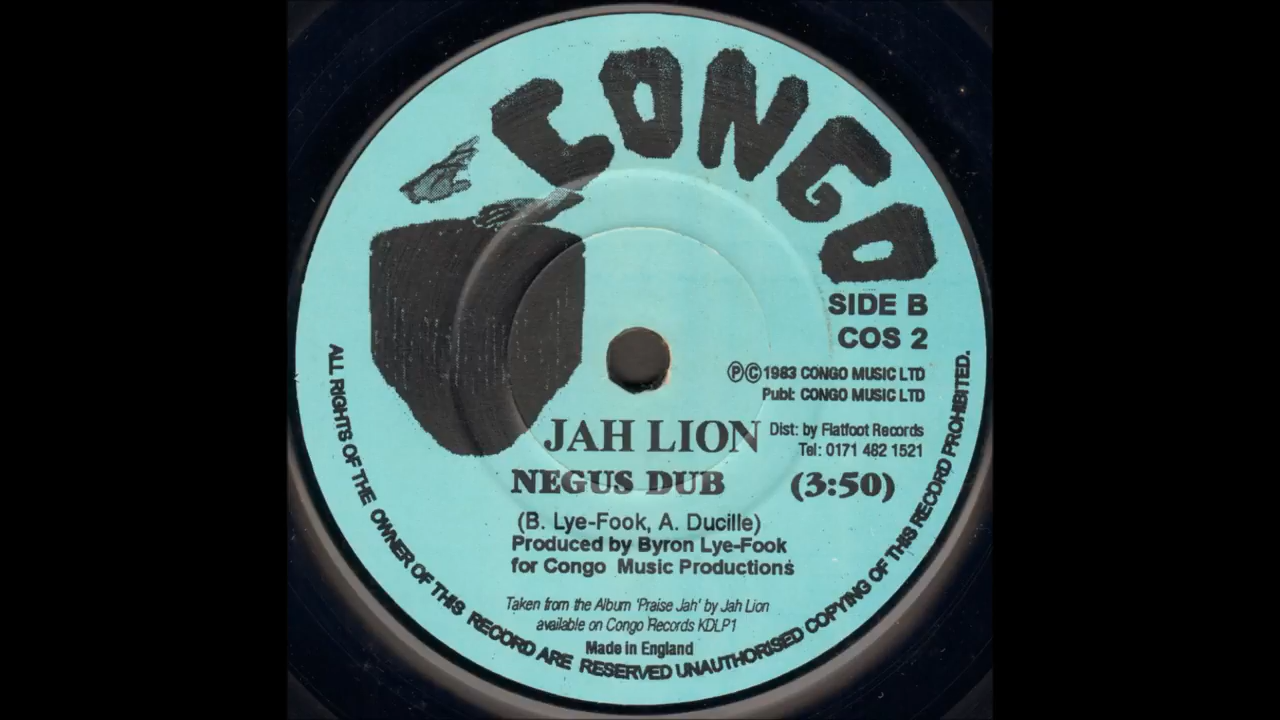 CONGO
SIDE B
COS 2
ⓅⒸ1983 CONGO MUSIC LTD
Publ: CONGO MUSIC LTD
Dist: by Flatfoot Records
Tel: 0171 482 1521
JAH LION
NEGUS DUB (3:50)
(B. Lye-Fook, A. Ducille)
Produced by Byron Lye-Fook
for Congo Music Productions
Taken from the Album 'Praise Jah' by Jah Lion
available on Congo Records KDLP1
Made in England
ALL RIGHTS OF THE OWNER OF THIS RECORD ARE RESERVED UNAUTHORISED COPYING OF THIS RECORD PROHIBITED.